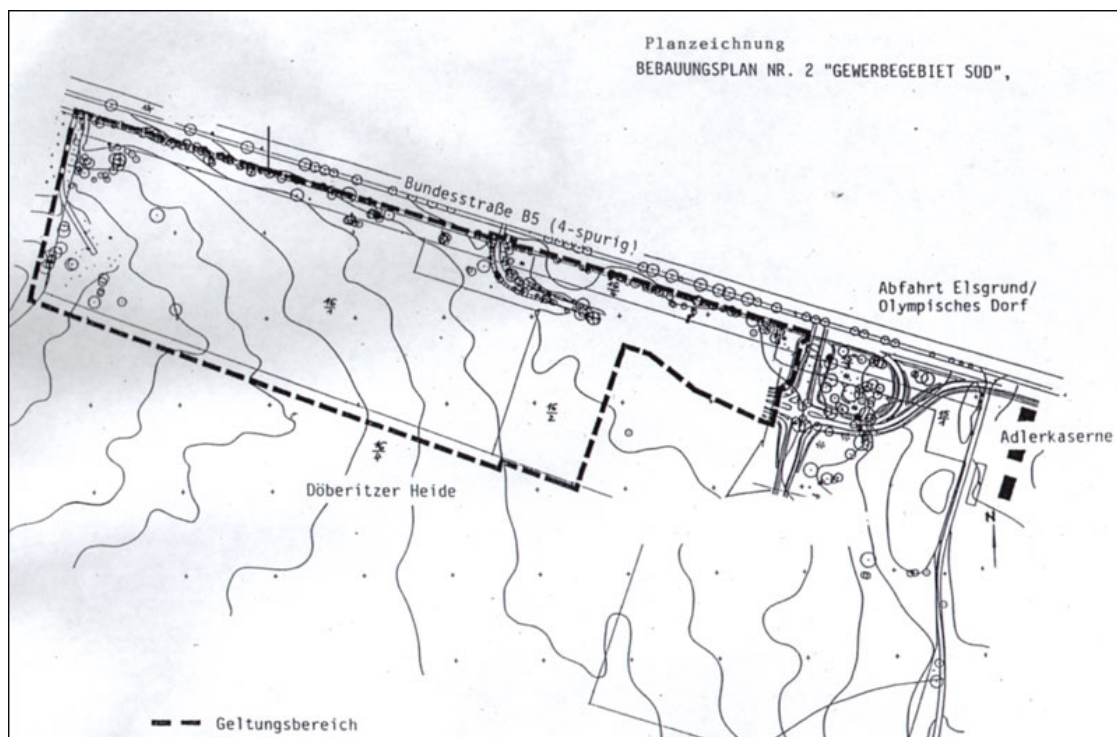 Planzeichnung
BEBAUUNGSPLAN NR. 2 "GEWERBEGEBIET SÜD",
Bundesstraße B5 (4-spurig)
Abfahrt Elsgrund/
Olympisches Dorf
Adlerkaserne
Döberitzer Heide
N
Geltungsbereich